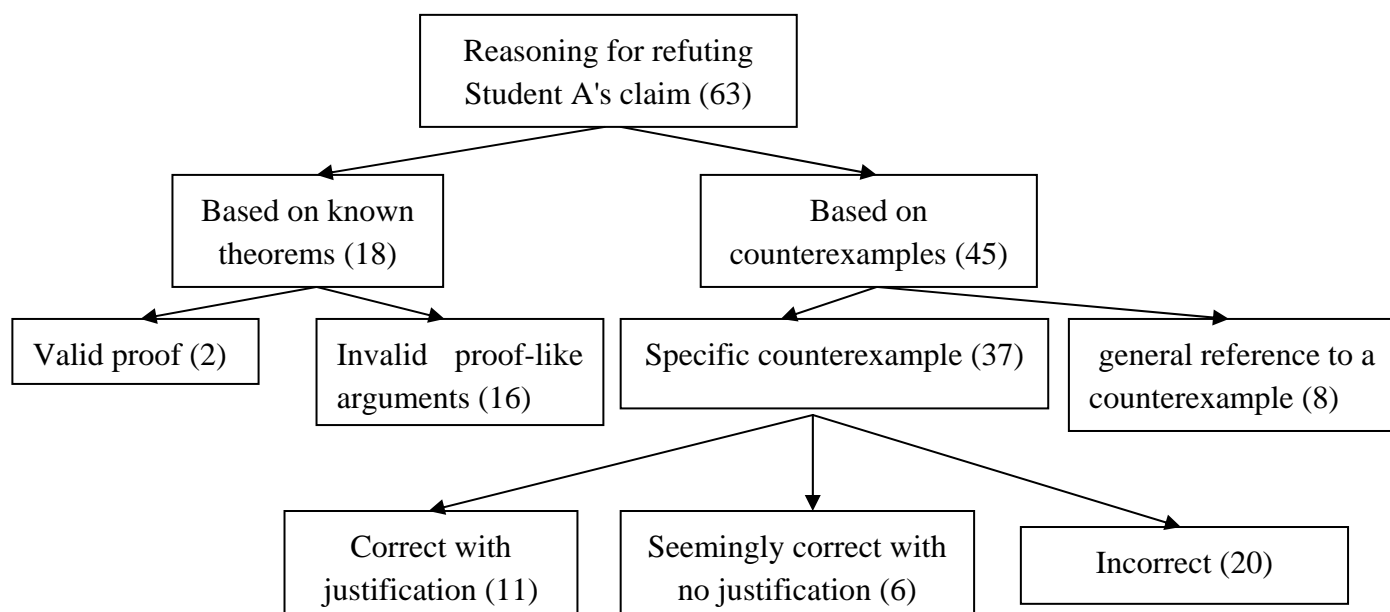 Reasoning for refuting
Student A's claim (63)
Based on known
theorems (18)
Based on
counterexamples (45)
Valid proof (2)
Invalid proof-like
arguments (16)
Specific counterexample (37)
general reference to a
counterexample (8)
Correct with
justification (11)
Seemingly correct with
no justification (6)
Incorrect (20)